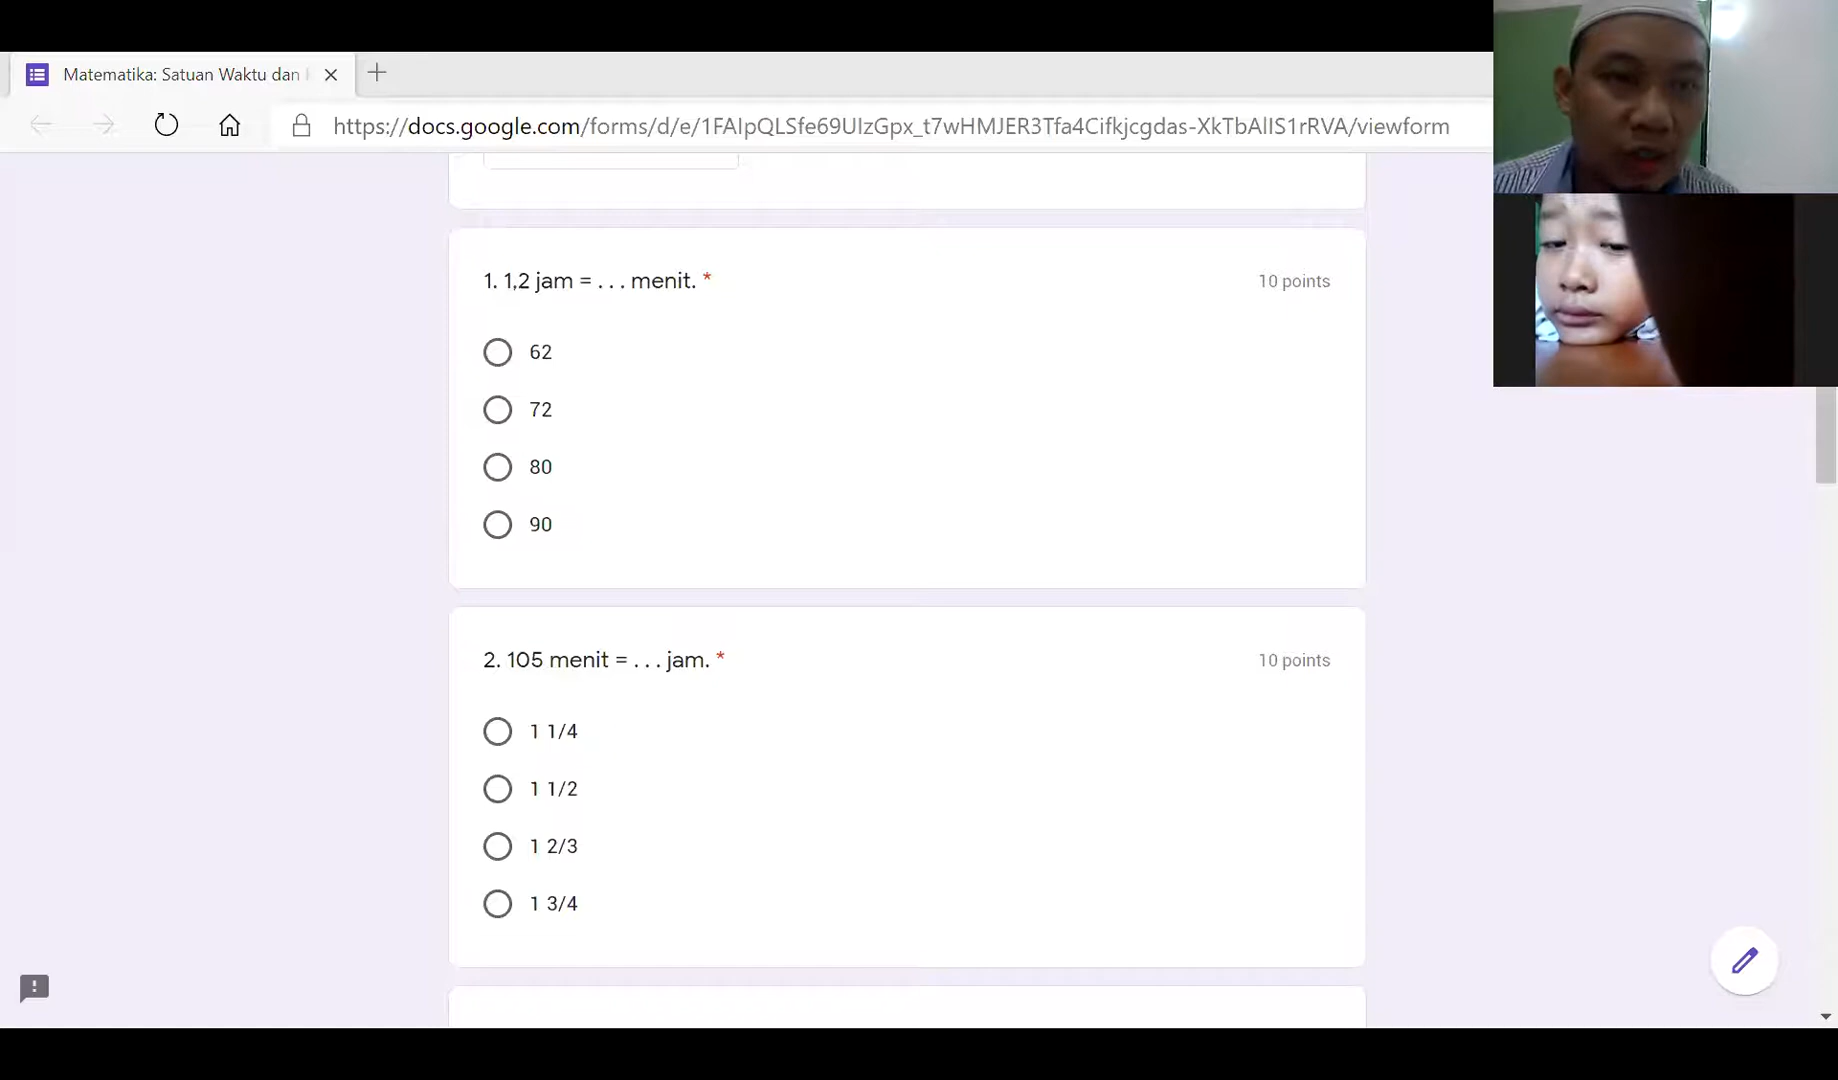 Matematika: Satuan Waktu dan
https://docs.google.com/forms/d/e/1FAIpQLSfe69UIzGpx_t7wHMJER3Tfa4Cifkjcgdas-XkTbAlIS1rRVA/viewform
1. 1,2 jam = . . . menit. *
10 points
62
72
80
90
2. 105 menit = . . . jam. *
10 points
1 1/4
1 1/2
1 2/3
1 3/4